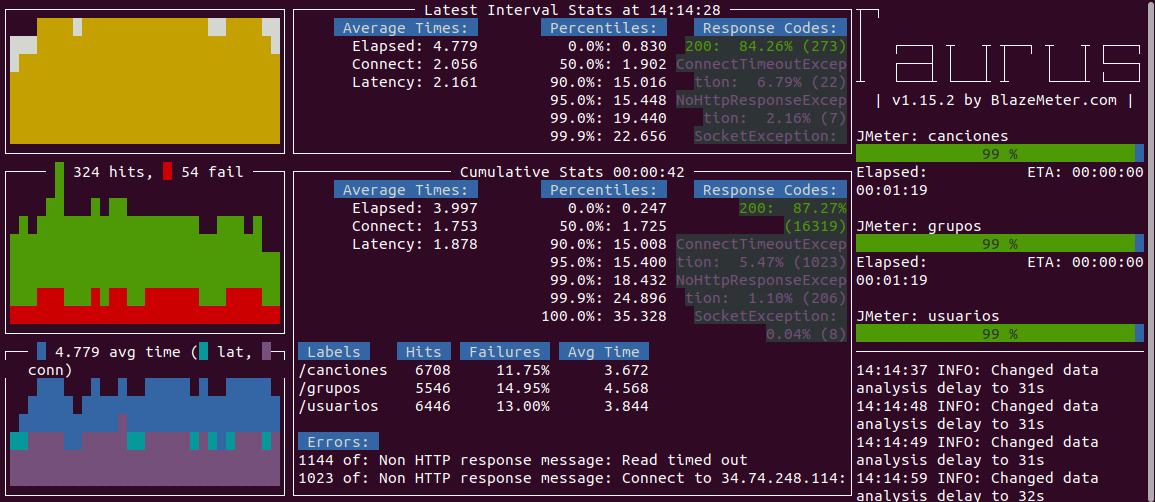 324 hits, 54 fail
4.779 avg time ( lat,
conn)
Latest Interval Stats at 14:14:28
Average Times: Percentiles: Response Codes:
Elapsed: 4.779 0.0%: 0.830 200: 84.26% (273)
Connect: 2.056 50.0%: 1.902 ConnectTimeoutExcep
Latency: 2.161 90.0%: 15.016 tion: 6.79% (22)
95.0%: 15.448 NoHttpResponseExcep
99.0%: 19.440 tion: 2.16% (7)
99.9%: 22.656 SocketException:
Cumulative Stats 00:00:42
Average Times: Percentiles: Response Codes:
Elapsed: 3.997 0.0%: 0.247 200: 87.27%
Connect: 1.753 50.0%: 1.725 (16319)
Latency: 1.878 90.0%: 15.008 ConnectTimeoutExcep
95.0%: 15.400 tion: 5.47% (1023)
99.0%: 18.432 NoHttpResponseExcep
99.9%: 24.896 tion: 1.10% (206)
100.0%: 35.328 SocketException:
0.04% (8)
Labels Hits Failures Avg Time
/canciones 6708 11.75% 3.672
/grupos 5546 14.95% 4.568
/usuarios 6446 13.00% 3.844
Errors:
1144 of: Non HTTP response message: Read timed out
1023 of: Non HTTP response message: Connect to 34.74.248.114:
Taurus
| v1.15.2 by BlazeMeter.com |
JMeter: canciones
99 %
Elapsed: ETA: 00:00:00
00:01:19
JMeter: grupos
99 %
Elapsed: ETA: 00:00:00
00:01:19
JMeter: usuarios
99 %
14:14:37 INFO: Changed data
analysis delay to 31s
14:14:48 INFO: Changed data
analysis delay to 31s
14:14:49 INFO: Changed data
analysis delay to 31s
14:14:59 INFO: Changed data
analysis delay to 32s